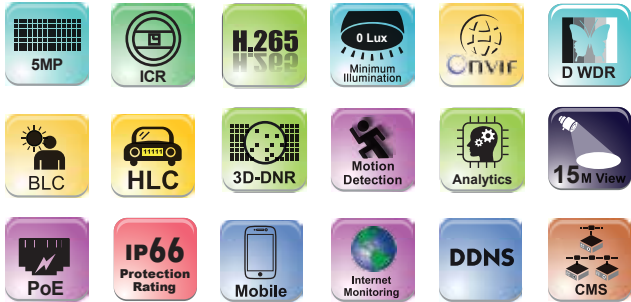 5MP
ICR
H.265
0 Lux
Minimum
Illumination
ONVIF
D WDR
BLC
11111
HLC
3D-DNR
Motion
Detection
Analytics
15M View
PoE
IP66
Protection
Rating
Mobile
Internet
Monitoring
DDNS
CMS